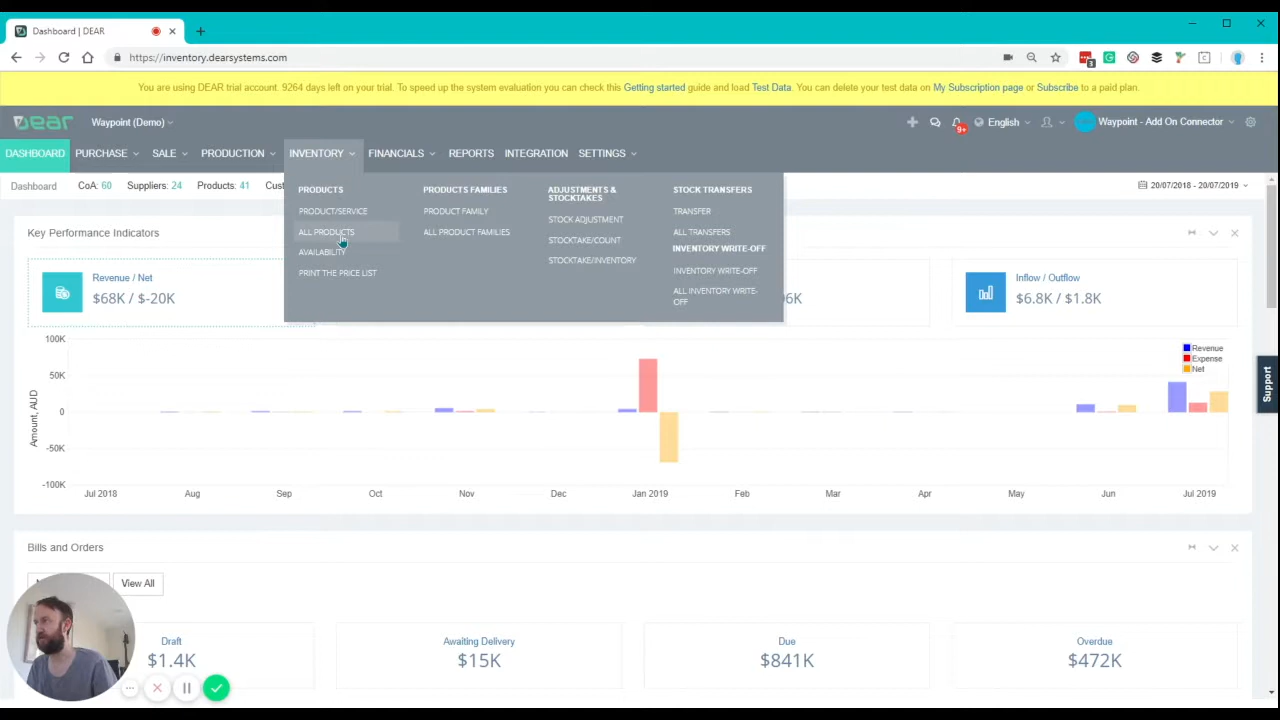 Dashboard | DEAR
https://inventory.dearsystems.com
3
You are using DEAR trial account. 9264 days left on your trial. To speed up the system evaluation you can check this Getting started guide and load Test Data. You can delete your test data on My Subscription page or Subscribe to a paid plan.
DEAR
Waypoint (Demo)
9+
English
Waypoint - Add On Connector
DASHBOARD PURCHASE SALE PRODUCTION INVENTORY FINANCIALS REPORTS INTEGRATION SETTINGS
Dashboard CoA: 60 Suppliers: 24 Products: 41
20/07/2018 - 20/07/2019
PRODUCTS
PRODUCT/SERVICE
ALL PRODUCTS
AVAILABILITY
PRINT THE PRICE LIST
PRODUCTS FAMILIES
PRODUCT FAMILY
ALL PRODUCT FAMILIES
ADJUSTMENTS &
STOCKTAKES
STOCK ADJUSTMENT
STOCKTAKE/COUNT
STOCKTAKE/INVENTORY
STOCK TRANSFERS
TRANSFER
ALL TRANSFERS
INVENTORY WRITE-OFF
INVENTORY WRITE-OFF
ALL INVENTORY WRITE-
OFF
Key Performance Indicators
Revenue / Net
$68K / $-20K
Inflow / Outflow
$6.8K / $1.8K
Revenue
Expense
Net
Amount, AUD
100K
50K
0
-50K
-100K
Jul 2018 Aug Sep Oct Nov Dec Jan 2019 Feb Mar Apr May Jun Jul 2019
Support
Bills and Orders
View All
Draft
$1.4K
Awaiting Delivery
$15K
Due
$841K
Overdue
$472K